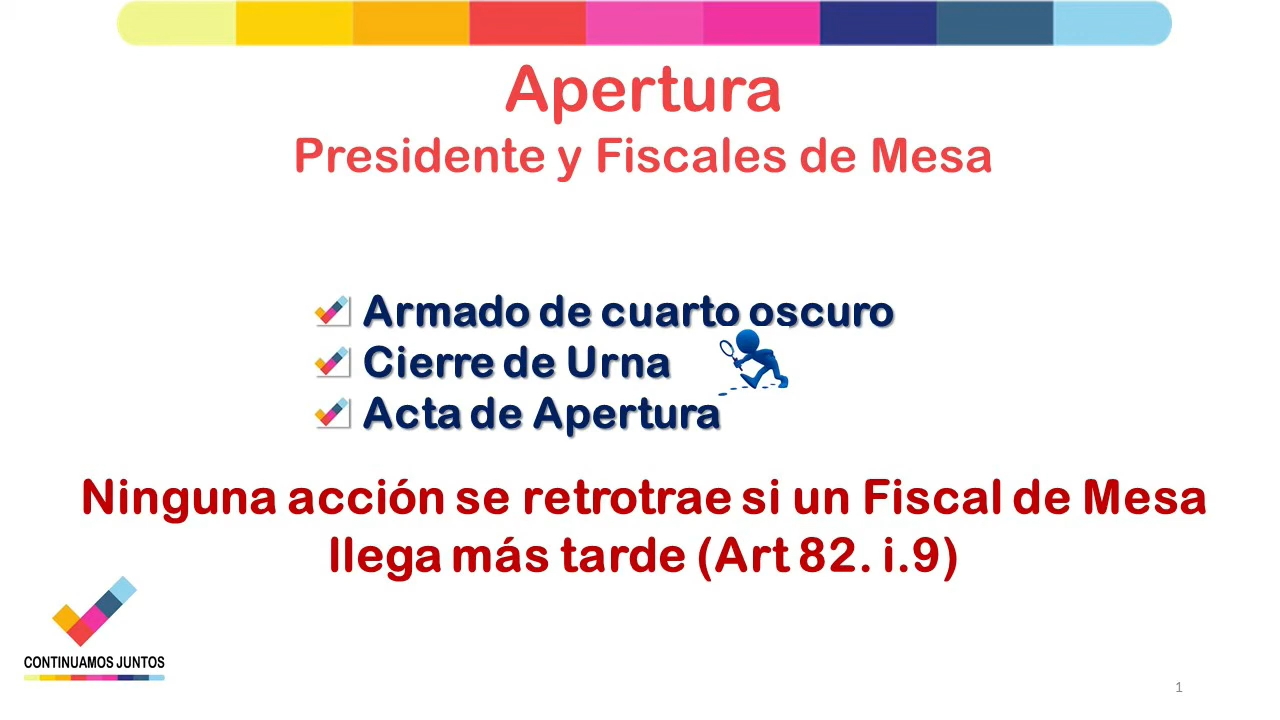 Apertura
Presidente y Fiscales de Mesa
Armado de cuarto oscuro
Cierre de Urna
Acta de Apertura
Ninguna acción se retrotrae si un Fiscal de Mesa
llega más tarde (Art 82. i.9)
CONTINUAMOS JUNTOS
1